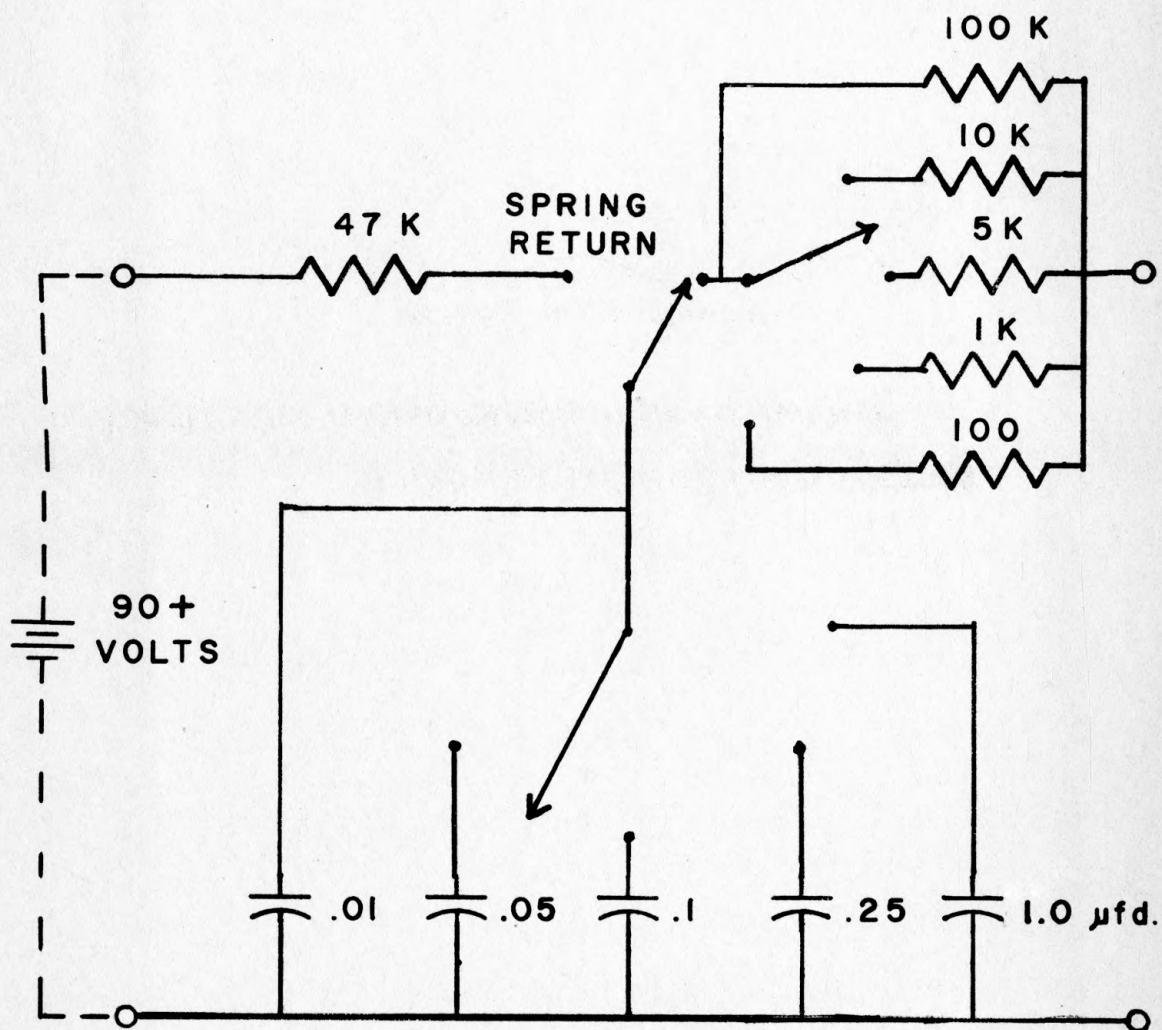 100 K
10 K
SPRING
RETURN
47 K
5 K
1 K
100
90+
VOLTS
.01
.05
.1
.25
1.0 µfd.